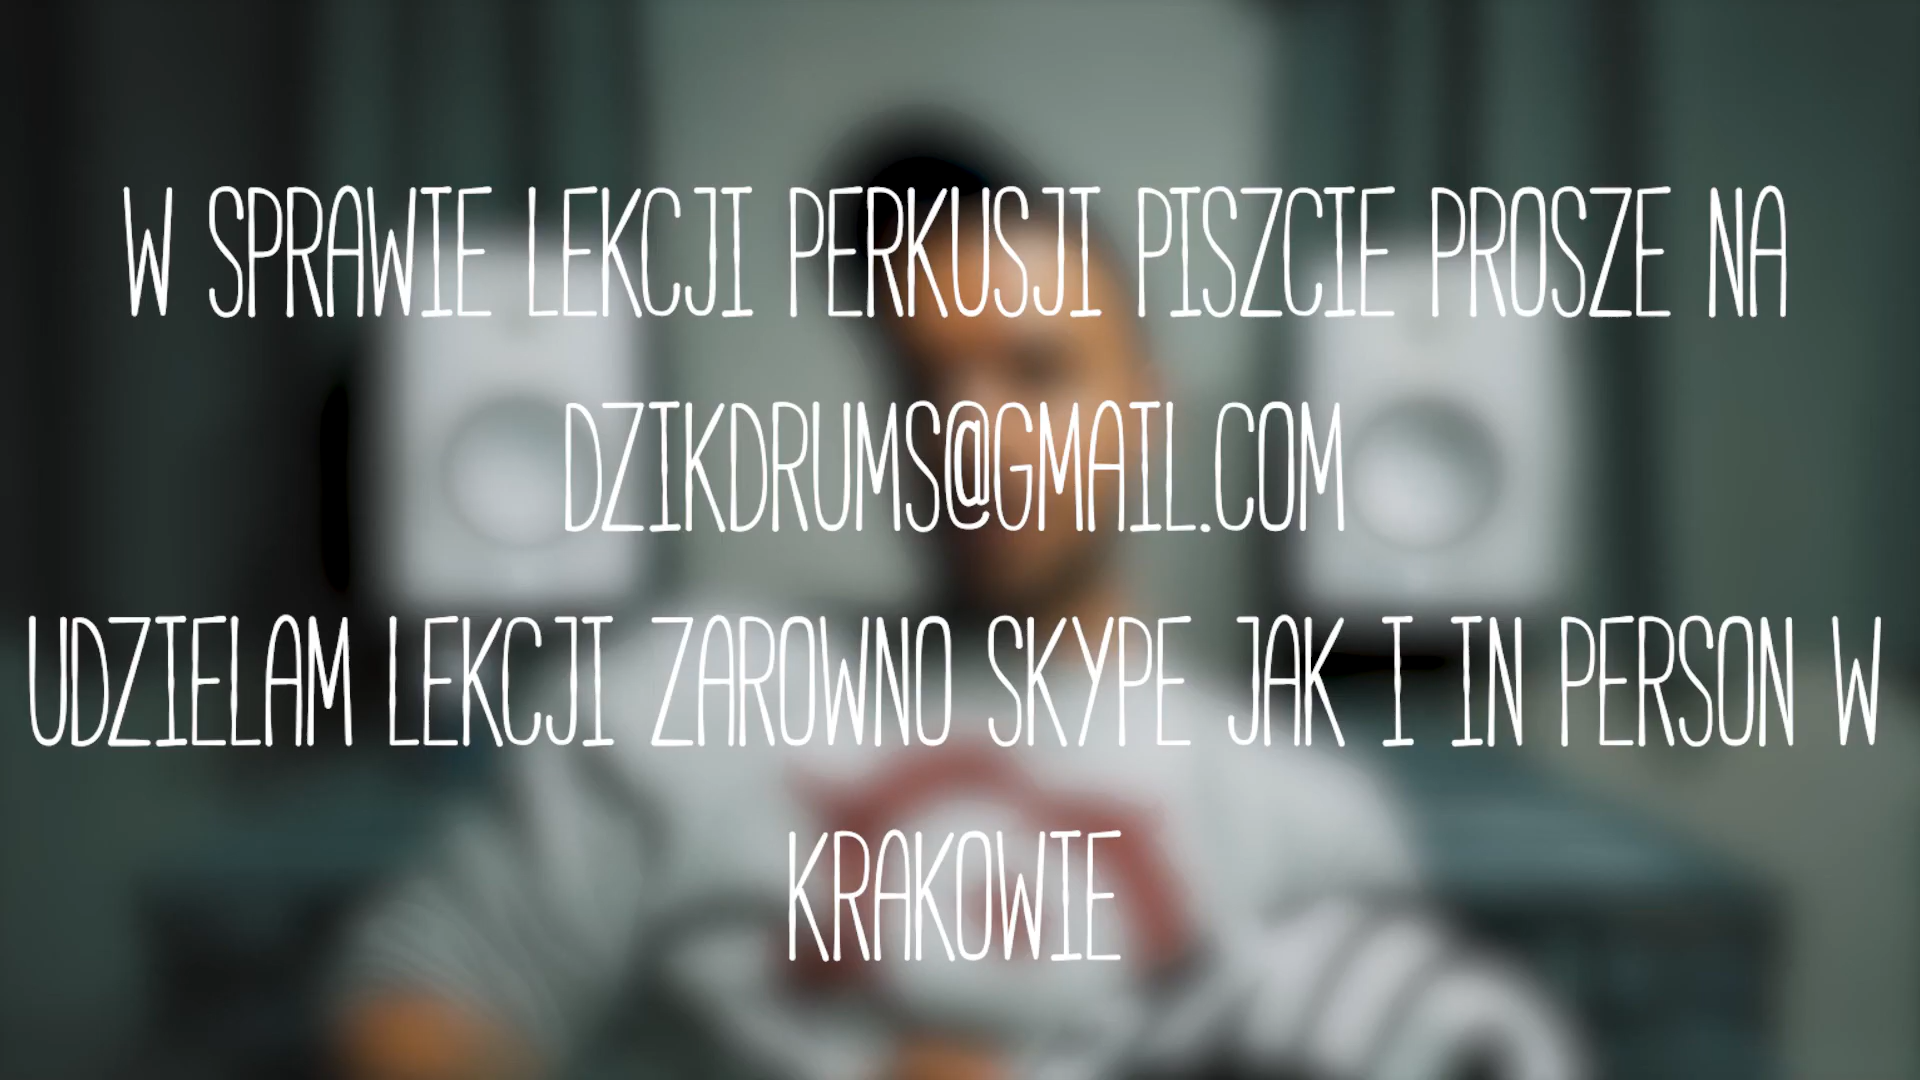 W SPRAWIE LEKCJI PERKUSJI PISZCIE PROSZE NA
DZIKDRUMS@GMAIL.COM
UDZIELAM LEKCJI ZAROWNO SKYPE JAK I IN PERSON W
KRAKOWIE